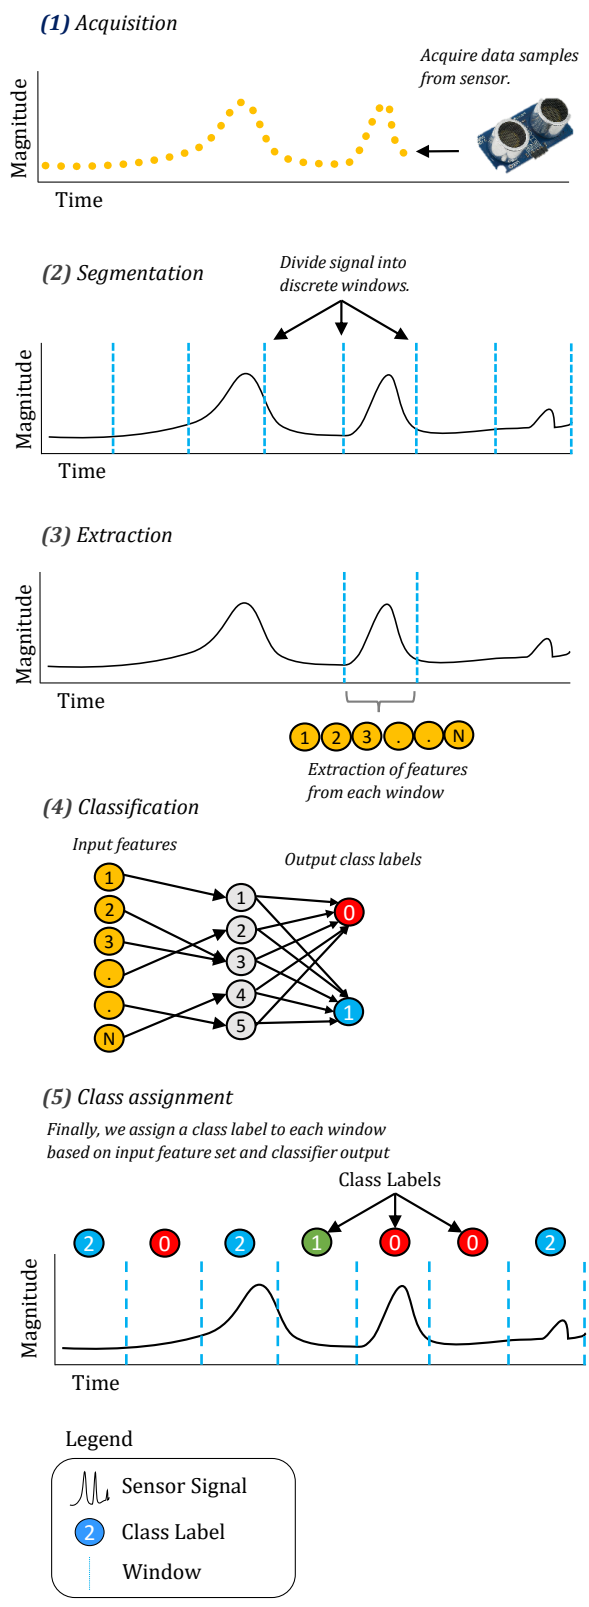 (1) Acquisition
Acquire data samples
from sensor.
Magnitude
Time
(2) Segmentation
Divide signal into
discrete windows.
Magnitude
Time
(3) Extraction
Magnitude
Time
1 2 3 . . N
Extraction of features
from each window
(4) Classification
Input features
Output class labels
1
2
3
.
.
N
1
2
3
4
5
0
1
(5) Class assignment
Finally, we assign a class label to each window
based on input feature set and classifier output
Class Labels
2 0 2 1 0 0 2
Magnitude
Time
Legend
Sensor Signal
2 Class Label
Window